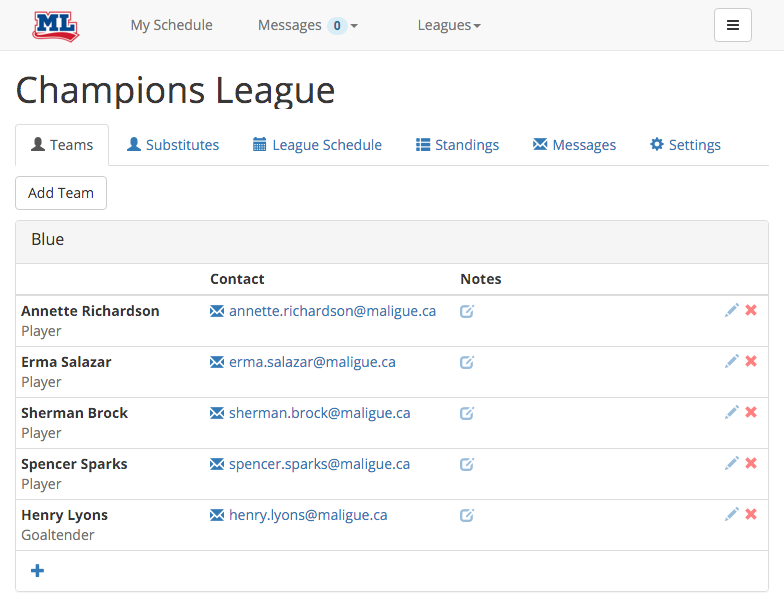 ML
My Schedule Messages 0 Leagues
Champions League
Teams Substitutes League Schedule Standings Messages Settings
Add Team
Blue
Contact Notes
Annette Richardson annette.richardson@maligue.ca
Player
Erma Salazar erma.salazar@maligue.ca
Player
Sherman Brock sherman.brock@maligue.ca
Player
Spencer Sparks spencer.sparks@maligue.ca
Player
Henry Lyons henry.lyons@maligue.ca
Goaltender